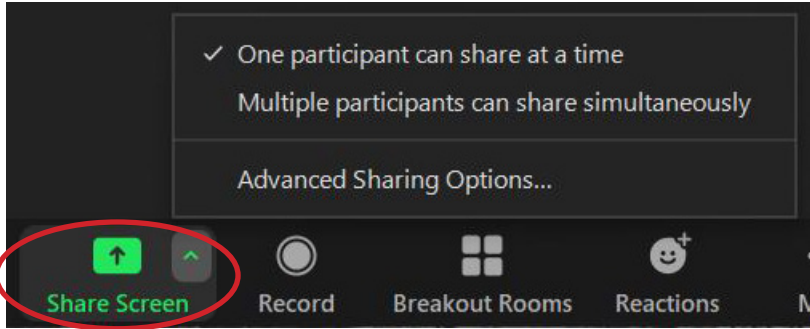 One participant can share at a time
Multiple participants can share simultaneously
Advanced Sharing Options...
Share Screen
Record
Breakout Rooms
Reactions